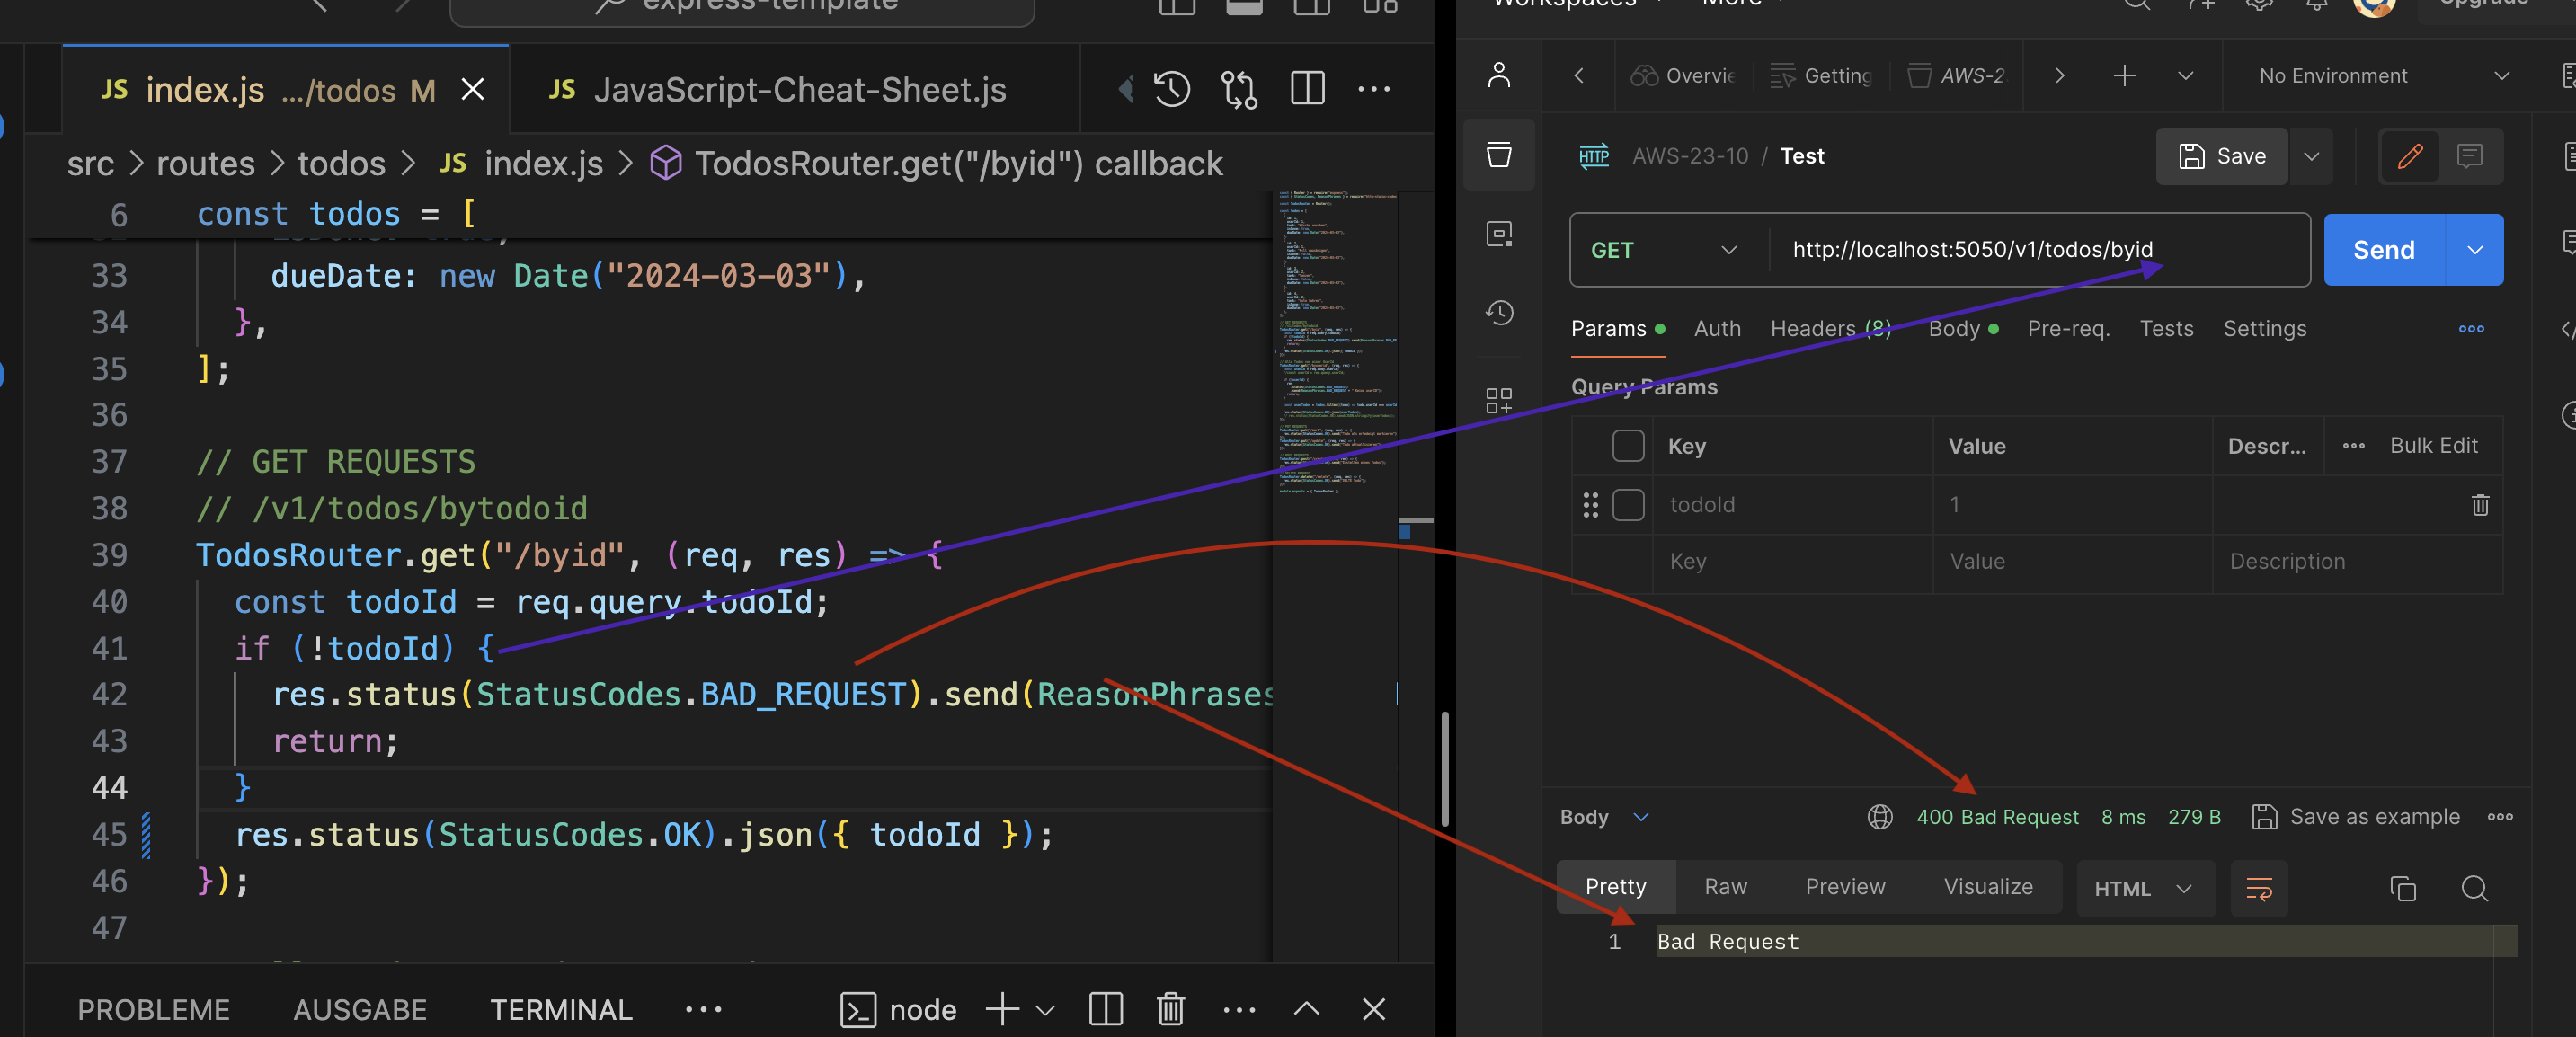 express-template
index.js .../todos M
JavaScript-Cheat-Sheet.js
src > routes > todos > JS index.js > TodosRouter.get("/byid") callback
6 const todos = [
33 dueDate: new Date("2024-03-03"),
34 },
35 ];
36
37 // GET REQUESTS
38 // /v1/todos/bytodoid
39 TodosRouter.get("/byid", (req, res) => {
40 const todoId = req.query.todoId;
41 if (!todoId) {
42 res.status(StatusCodes.BAD_REQUEST).send(ReasonPhrases
43 return;
44 }
45 res.status(StatusCodes.OK).json({ todoId });
46 });
47
PROBLEME AUSGABE TERMINAL ... node
Workspaces More Upgrade
Overvie Getting AWS-2 No Environment
HTTP AWS-23-10 / Test Save
GET http://localhost:5050/v1/todos/byid Send
Params Auth Headers (8) Body Pre-req. Tests Settings
Query Params
Key Value Descr... Bulk Edit
todoId 1
Key Value Description
Body 400 Bad Request 8 ms 279 B Save as example
Pretty Raw Preview Visualize HTML
1 Bad Request